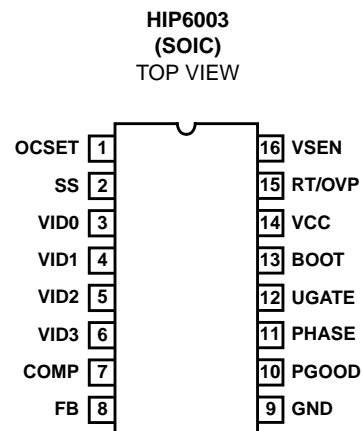 HIP6003
(SOIC)
TOP VIEW
OCSET 1 16 VSEN
SS 2 15 RT/OVP
VID0 3 14 VCC
VID1 4 13 BOOT
VID2 5 12 UGATE
VID3 6 11 PHASE
COMP 7 10 PGOOD
FB 8 9 GND